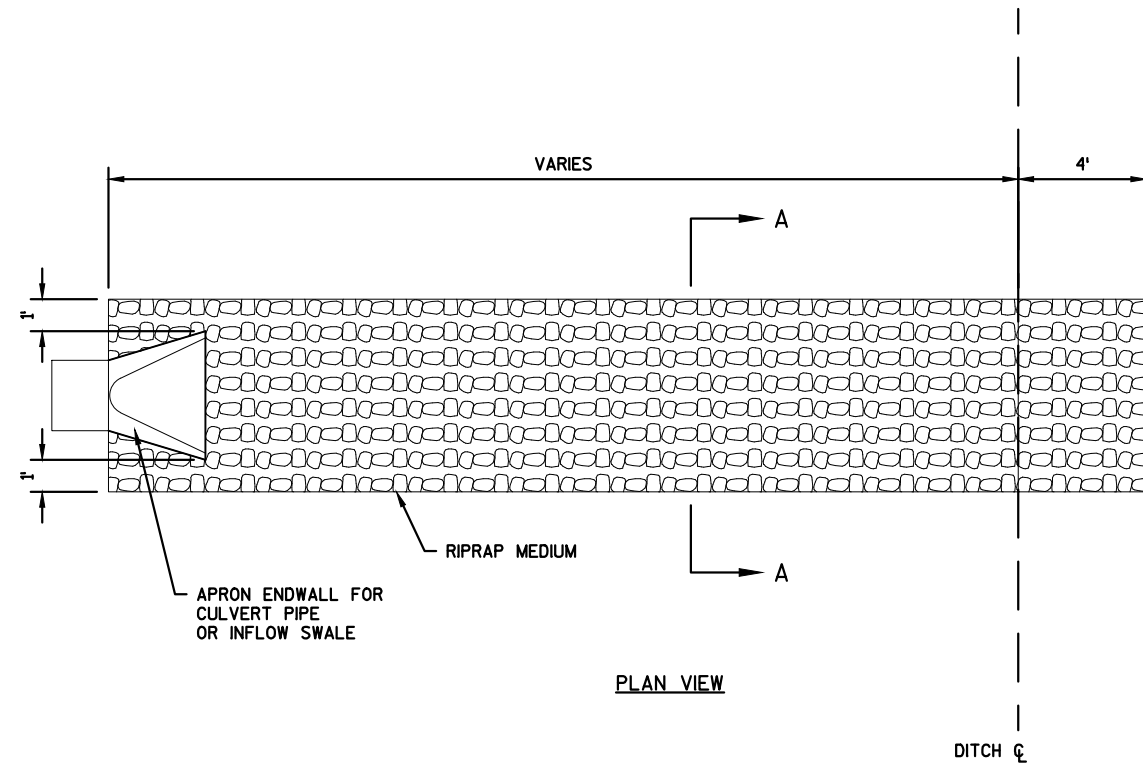 VARIES
4'
A
1'
1'
RIPRAP MEDIUM
A
APRON ENDWALL FOR
CULVERT PIPE
OR INFLOW SWALE
PLAN VIEW
DITCH ℄